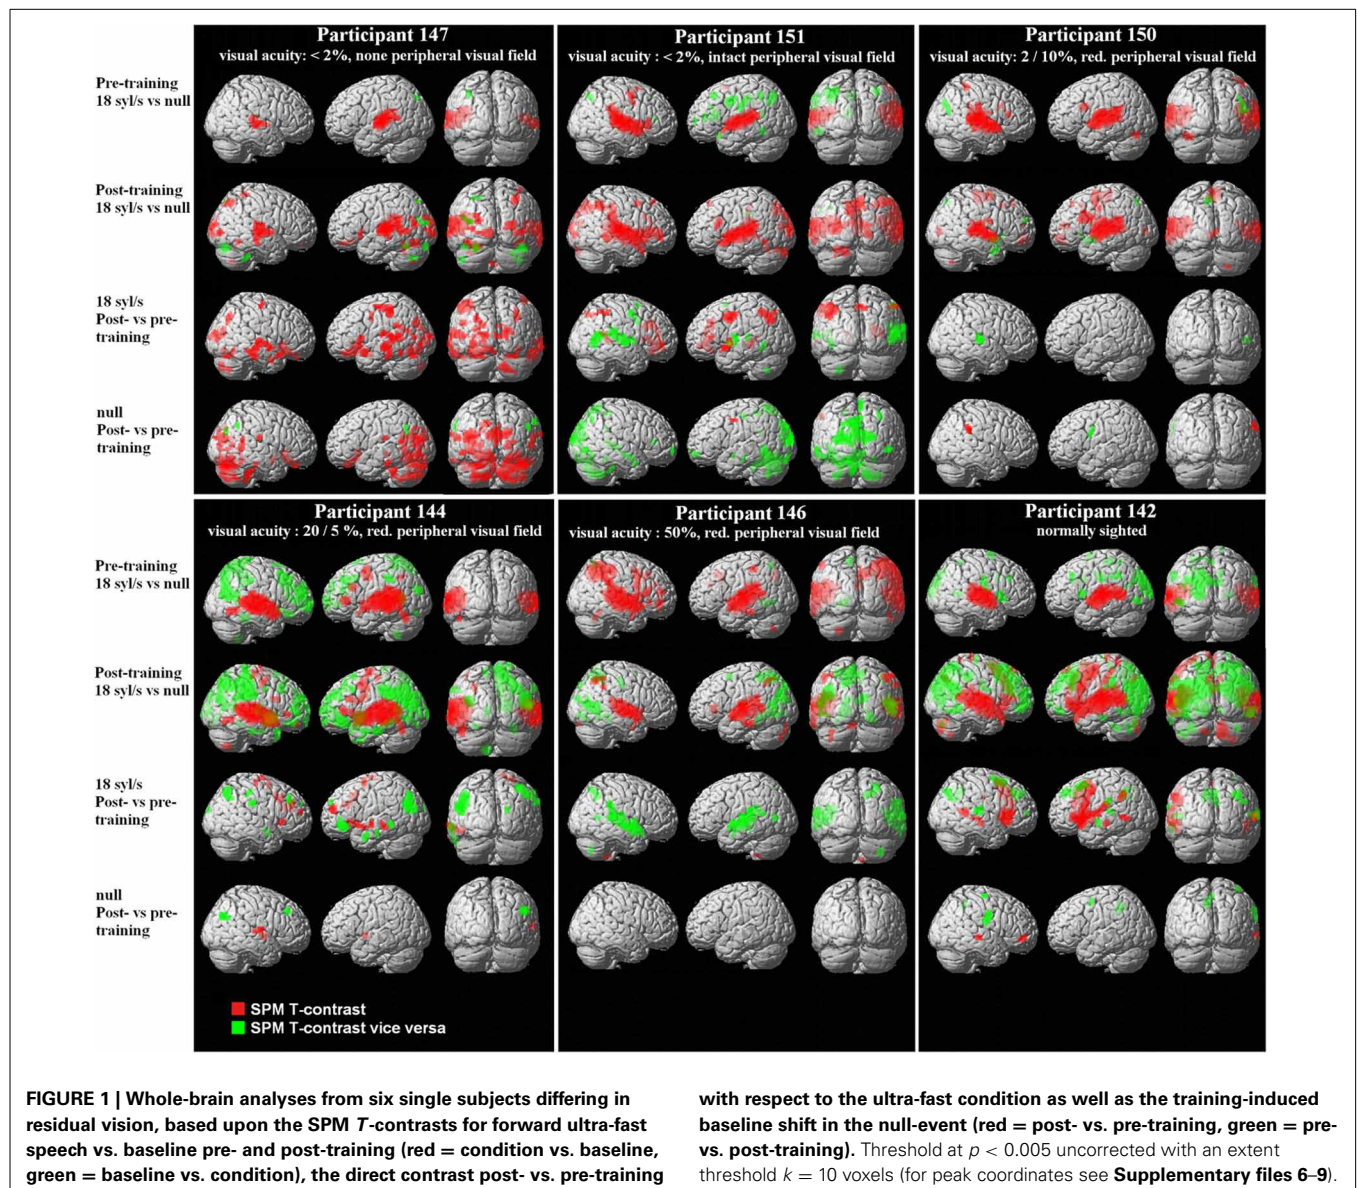 Participant 147
visual acuity: < 2%, none peripheral visual field
Participant 151
visual acuity : < 2%, intact peripheral visual field
Participant 150
visual acuity: 2 / 10%, red. peripheral visual field
Pre-training
18 syl/s vs null
Post-training
18 syl/s vs null
18 syl/s
Post- vs pre-
training
null
Post- vs pre-
training
Participant 144
visual acuity : 20 / 5 %, red. peripheral visual field
Participant 146
visual acuity : 50%, red. peripheral visual field
Participant 142
normally sighted
Pre-training
18 syl/s vs null
Post-training
18 syl/s vs null
18 syl/s
Post- vs pre-
training
null
Post- vs pre-
training
SPM T-contrast
SPM T-contrast vice versa
FIGURE 1 | Whole-brain analyses from six single subjects differing in
residual vision, based upon the SPM T-contrasts for forward ultra-fast
speech vs. baseline pre- and post-training (red = condition vs. baseline,
green = baseline vs. condition), the direct contrast post- vs. pre-training
with respect to the ultra-fast condition as well as the training-induced
baseline shift in the null-event (red = post- vs. pre-training, green = pre-
vs. post-training). Threshold at p < 0.005 uncorrected with an extent
threshold k = 10 voxels (for peak coordinates see Supplementary files 6–9).